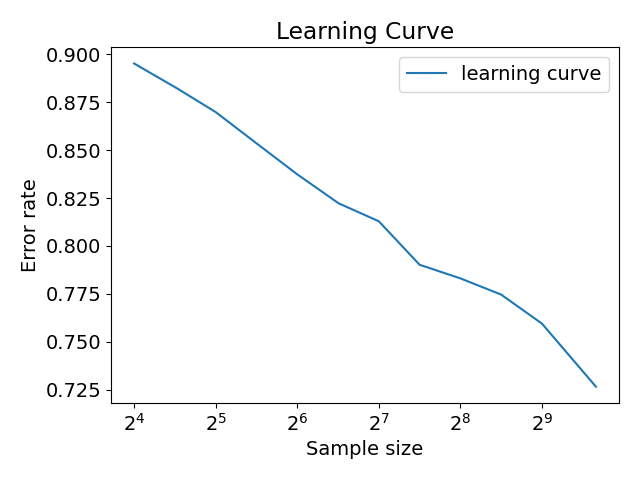 Learning Curve
learning curve
Error rate
0.900
0.875
0.850
0.825
0.800
0.775
0.750
0.725
2⁴ 2⁵ 2⁶ 2⁷ 2⁸ 2⁹
Sample size